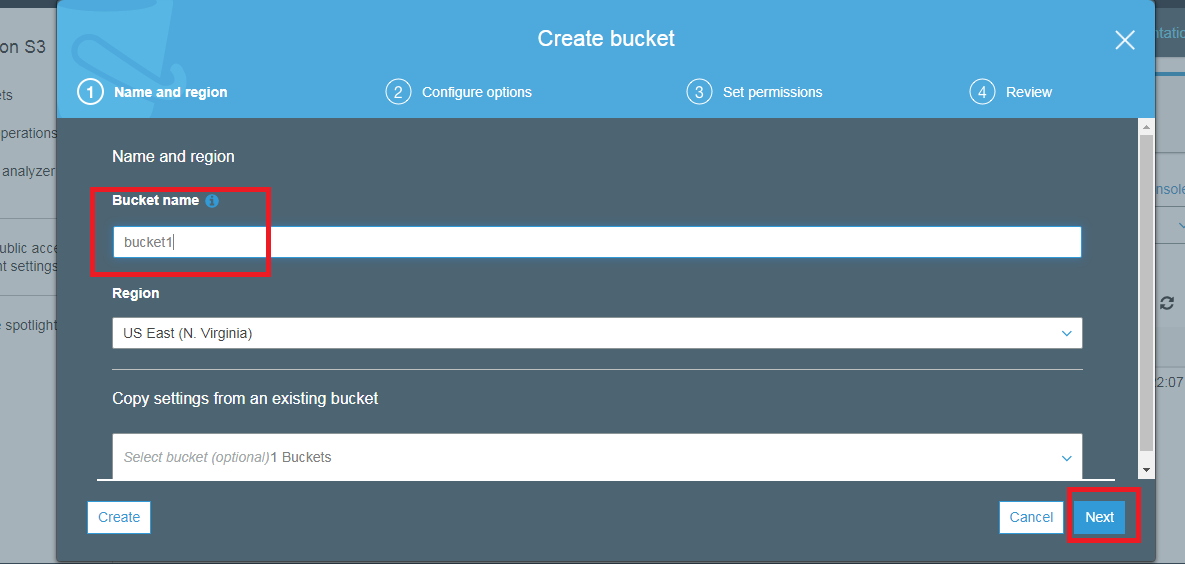 Create bucket
on S3
ntatio
1 Name and region
2 Configure options
3 Set permissions
4 Review
ets
perations
analyzer
Name and region
Bucket name i
nsole
bucket1
ublic acce
nt settings
Region
spotlight
US East (N. Virginia)
2:07
Copy settings from an existing bucket
Select bucket (optional)1 Buckets
Create
Cancel
Next